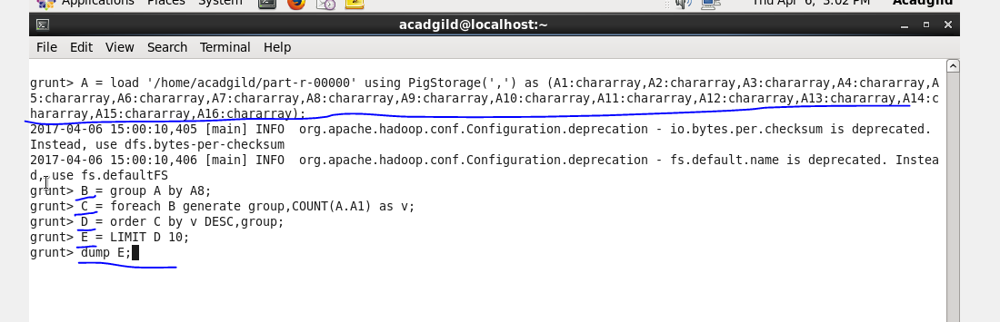 Applications Places System Thu Apr 6, 3:02 PM Acadgild
acadgild@localhost:~
File Edit View Search Terminal Help
grunt> A = load '/home/acadgild/part-r-00000' using PigStorage(',') as (A1:chararray,A2:chararray,A3:chararray,A4:chararray,A
5:chararray,A6:chararray,A7:chararray,A8:chararray,A9:chararray,A10:chararray,A11:chararray,A12:chararray,A13:chararray,A14:c
hararray,A15:chararray,A16:chararray);
2017-04-06 15:00:10,405 [main] INFO  org.apache.hadoop.conf.Configuration.deprecation - io.bytes.per.checksum is deprecated.
Instead, use dfs.bytes-per-checksum
2017-04-06 15:00:10,406 [main] INFO  org.apache.hadoop.conf.Configuration.deprecation - fs.default.name is deprecated. Instea
d, use fs.defaultFS
grunt> B = group A by A8;
grunt> C = foreach B generate group,COUNT(A.A1) as v;
grunt> D = order C by v DESC,group;
grunt> E = LIMIT D 10;
grunt> dump E;